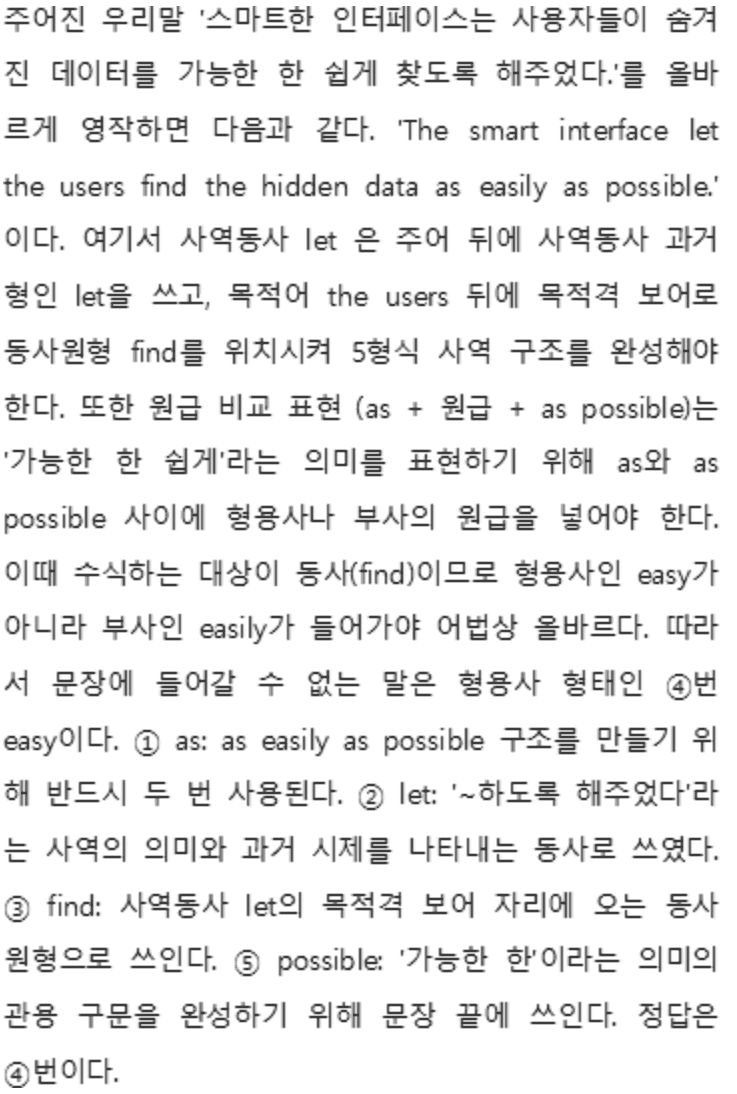 주어진 우리말 '스마트한 인터페이스는 사용자들이 숨겨
진 데이터를 가능한 한 쉽게 찾도록 해주었다.'를 올바
르게 영작하면 다음과 같다. 'The smart interface let
the users find the hidden data as easily as possible.'
이다. 여기서 사역동사 let 은 주어 뒤에 사역동사 과거
형인 let을 쓰고, 목적어 the users 뒤에 목적격 보어로
동사원형 find를 위치시켜 5형식 사역 구조를 완성해야
한다. 또한 원급 비교 표현 (as + 원급 + as possible)는
'가능한 한 쉽게'라는 의미를 표현하기 위해 as와 as
possible 사이에 형용사나 부사의 원급을 넣어야 한다.
이때 수식하는 대상이 동사(find)이므로 형용사인 easy가
아니라 부사인 easily가 들어가야 어법상 올바르다. 따라
서 문장에 들어갈 수 없는 말은 형용사 형태인 ④번
easy이다. ① as: as easily as possible 구조를 만들기 위
해 반드시 두 번 사용된다. ② let: '~하도록 해주었다'라
는 사역의 의미와 과거 시제를 나타내는 동사로 쓰였다.
③ find: 사역동사 let의 목적격 보어 자리에 오는 동사
원형으로 쓰인다. ⑤ possible: '가능한 한'이라는 의미의
관용 구문을 완성하기 위해 문장 끝에 쓰인다. 정답은
④번이다.